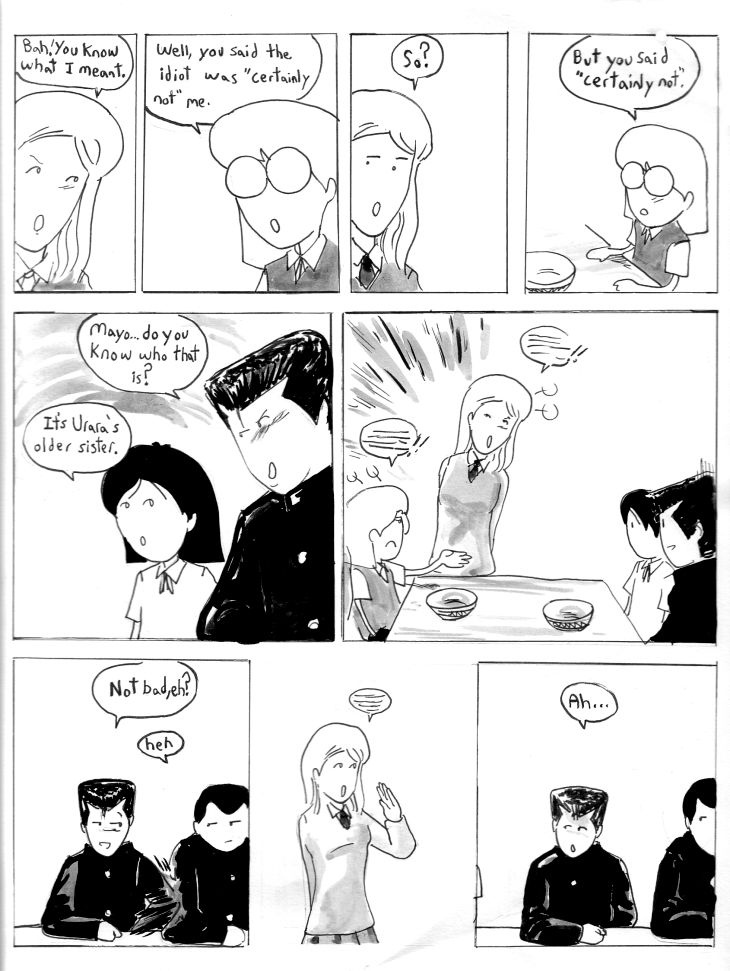 Bah! You know
what I meant.
Well, you said the
idiot was "certainly
not" me.
So?
But you said
"certainly not".
Mayo... do you
know who that
is?
It's Urara's
older sister.
Not bad, eh?
heh
Ah...